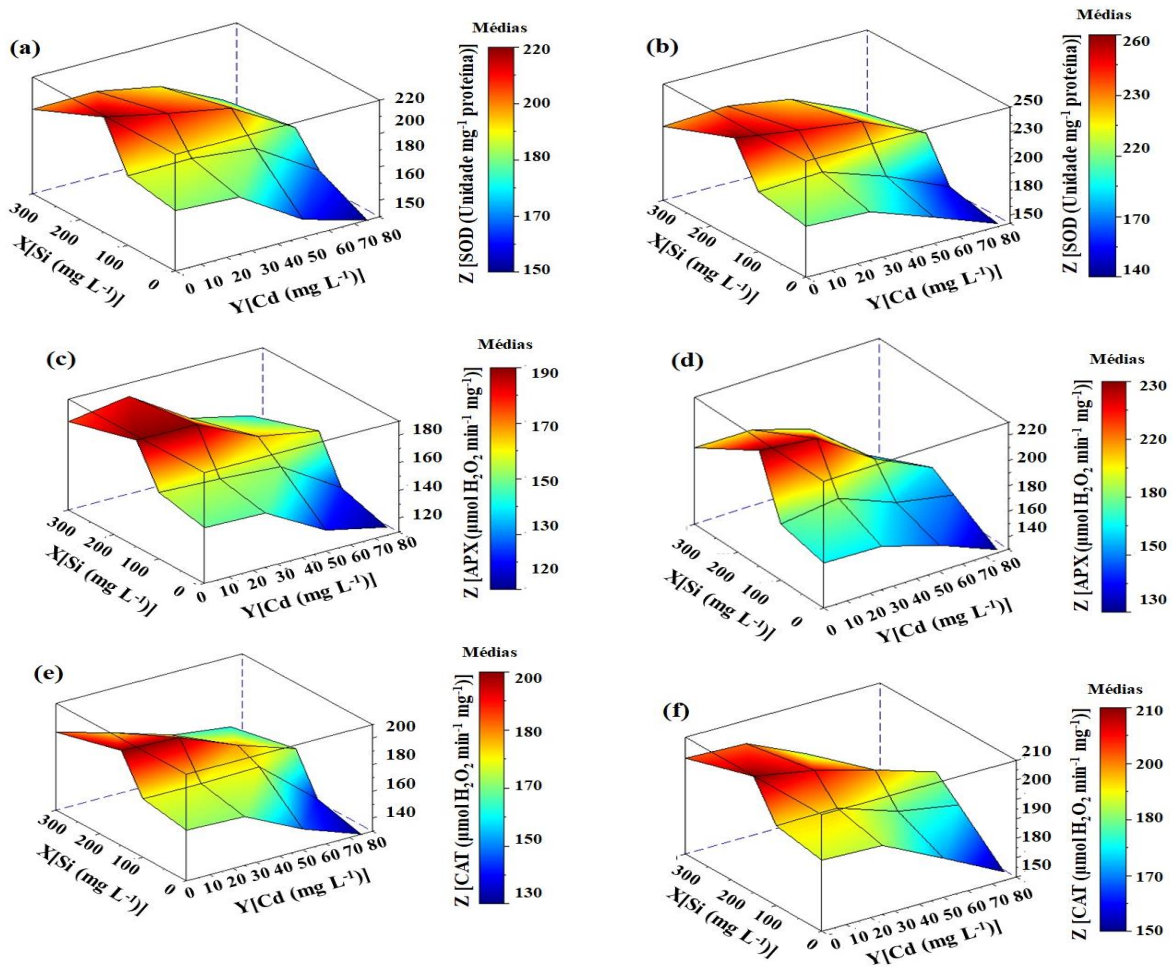 (a)
Médias
220
200
190
180
170
150
Z [SOD (Unidade mg⁻¹ proteína)]
220
200
180
160
150
300
200
100
0
X[Si (mg L⁻¹)]
0 10 20 30 40 50 60 70 80
Y[Cd (mg L⁻¹)]
(b)
Médias
260
230
220
170
140
Z [SOD (Unidade mg⁻¹ proteína)]
250
230
200
180
150
300
200
100
0
X[Si (mg L⁻¹)]
0 10 20 30 40 50 60 70 80
Y[Cd (mg L⁻¹)]
(c)
Médias
190
170
160
150
130
120
Z [APX (µmol H₂O₂ min⁻¹ mg⁻¹)]
180
160
140
120
300
200
100
0
X[Si (mg L⁻¹)]
0 10 20 30 40 50 60 70 80
Y[Cd (mg L⁻¹)]
(d)
Médias
230
220
180
150
130
Z [APX (µmol H₂O₂ min⁻¹ mg⁻¹)]
220
200
180
160
140
300
200
100
0
X[Si (mg L⁻¹)]
0 10 20 30 40 50 60 70 80
Y[Cd (mg L⁻¹)]
(e)
Médias
200
180
170
150
130
Z [CAT (µmol H₂O₂ min⁻¹ mg⁻¹)]
200
180
160
140
300
200
100
0
X[Si (mg L⁻¹)]
0 10 20 30 40 50 60 70 80
Y[Cd (mg L⁻¹)]
(f)
Médias
210
200
180
170
150
Z [CAT (µmol H₂O₂ min⁻¹ mg⁻¹)]
210
200
190
180
150
300
200
100
0
X[Si (mg L⁻¹)]
0 10 20 30 40 50 60 70 80
Y[Cd (mg L⁻¹)]